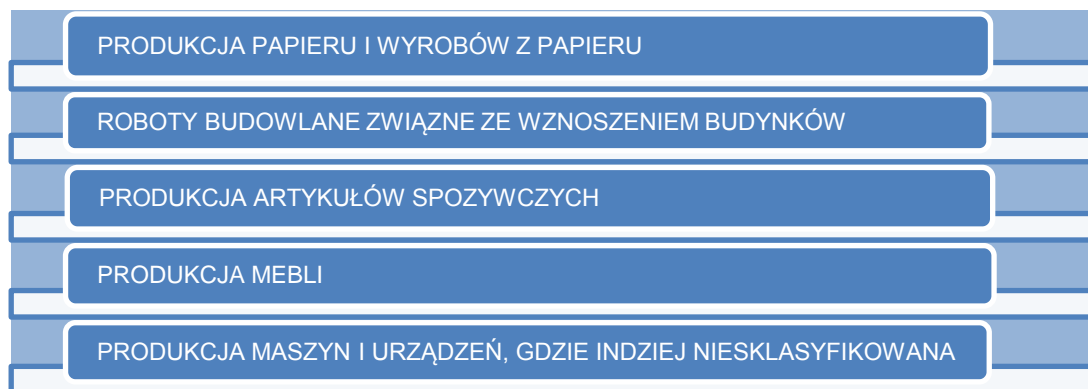 PRODUKCJA PAPIERU I WYROBÓW Z PAPIERU
ROBOTY BUDOWLANE ZWIĄZNE ZE WZNOSZENIEM BUDYNKÓW
PRODUKCJA ARTYKUŁÓW SPOZYWCZYCH
PRODUKCJA MEBLI
PRODUKCJA MASZYN I URZĄDZEŃ, GDZIE INDZIEJ NIESKLASYFIKOWANA